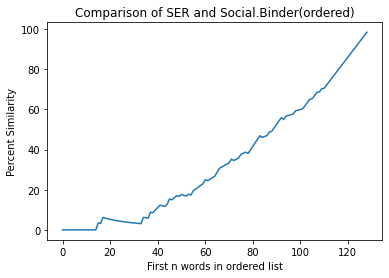 Comparison of SER and Social.Binder(ordered)
100
80
60
40
20
0
Percent Similarity
0 20 40 60 80 100 120
First n words in ordered list